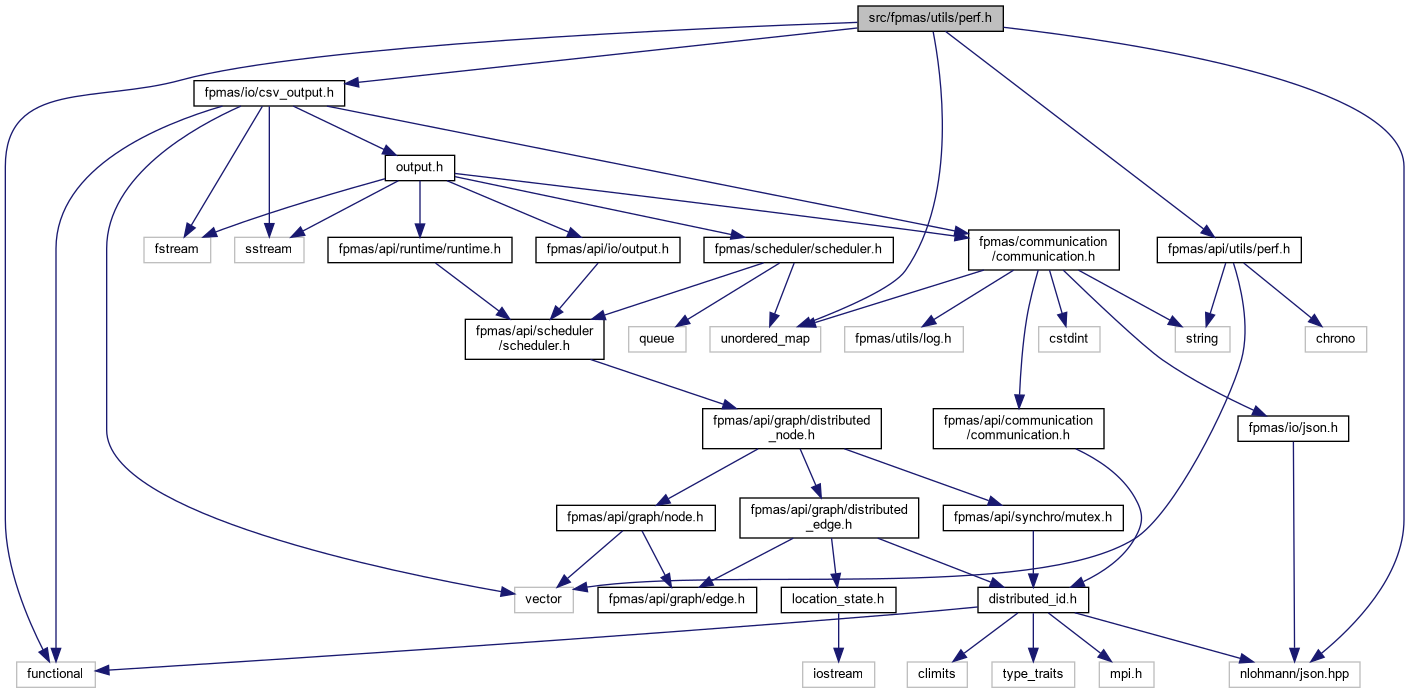 src/fpmas/utils/perf.h
fpmas/io/csv_output.h
output.h
fstream
sstream
fpmas/api/runtime/runtime.h
fpmas/api/io/output.h
fpmas/scheduler/scheduler.h
fpmas/communication
/communication.h
fpmas/api/utils/perf.h
fpmas/api/scheduler
/scheduler.h
queue
unordered_map
fpmas/utils/log.h
cstdint
string
chrono
fpmas/api/graph/distributed
_node.h
fpmas/api/communication
/communication.h
fpmas/io/json.h
fpmas/api/graph/node.h
fpmas/api/graph/distributed
_edge.h
fpmas/api/synchro/mutex.h
vector
fpmas/api/graph/edge.h
location_state.h
distributed_id.h
functional
iostream
climits
type_traits
mpi.h
nlohmann/json.hpp